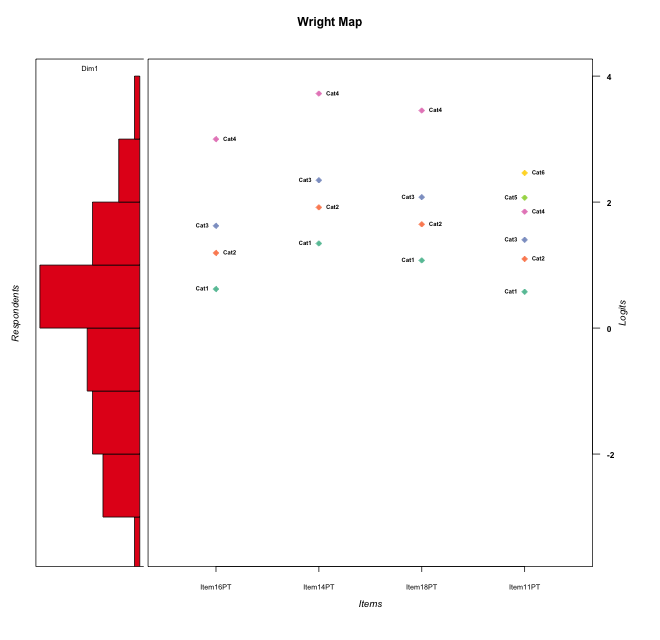 Wright Map
Dim1
Respondents
Cat4
Cat3
Cat2
Cat1
Cat4
Cat3
Cat2
Cat1
Cat4
Cat3
Cat2
Cat1
Cat6
Cat5
Cat4
Cat3
Cat2
Cat1
4
2
0
-2
Logits
Item16PT Item14PT Item18PT Item11PT
Items